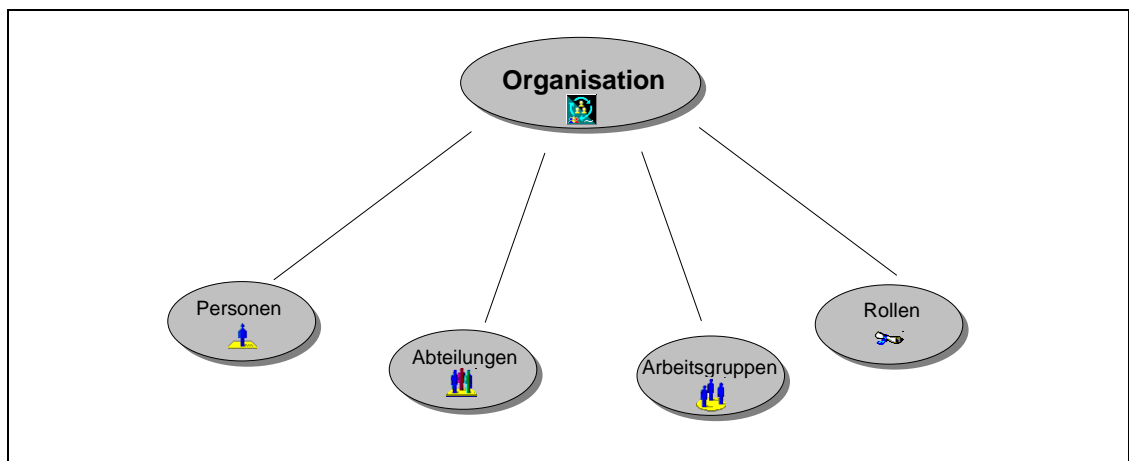 Organisation
Personen
Abteilungen
Arbeitsgruppen
Rollen